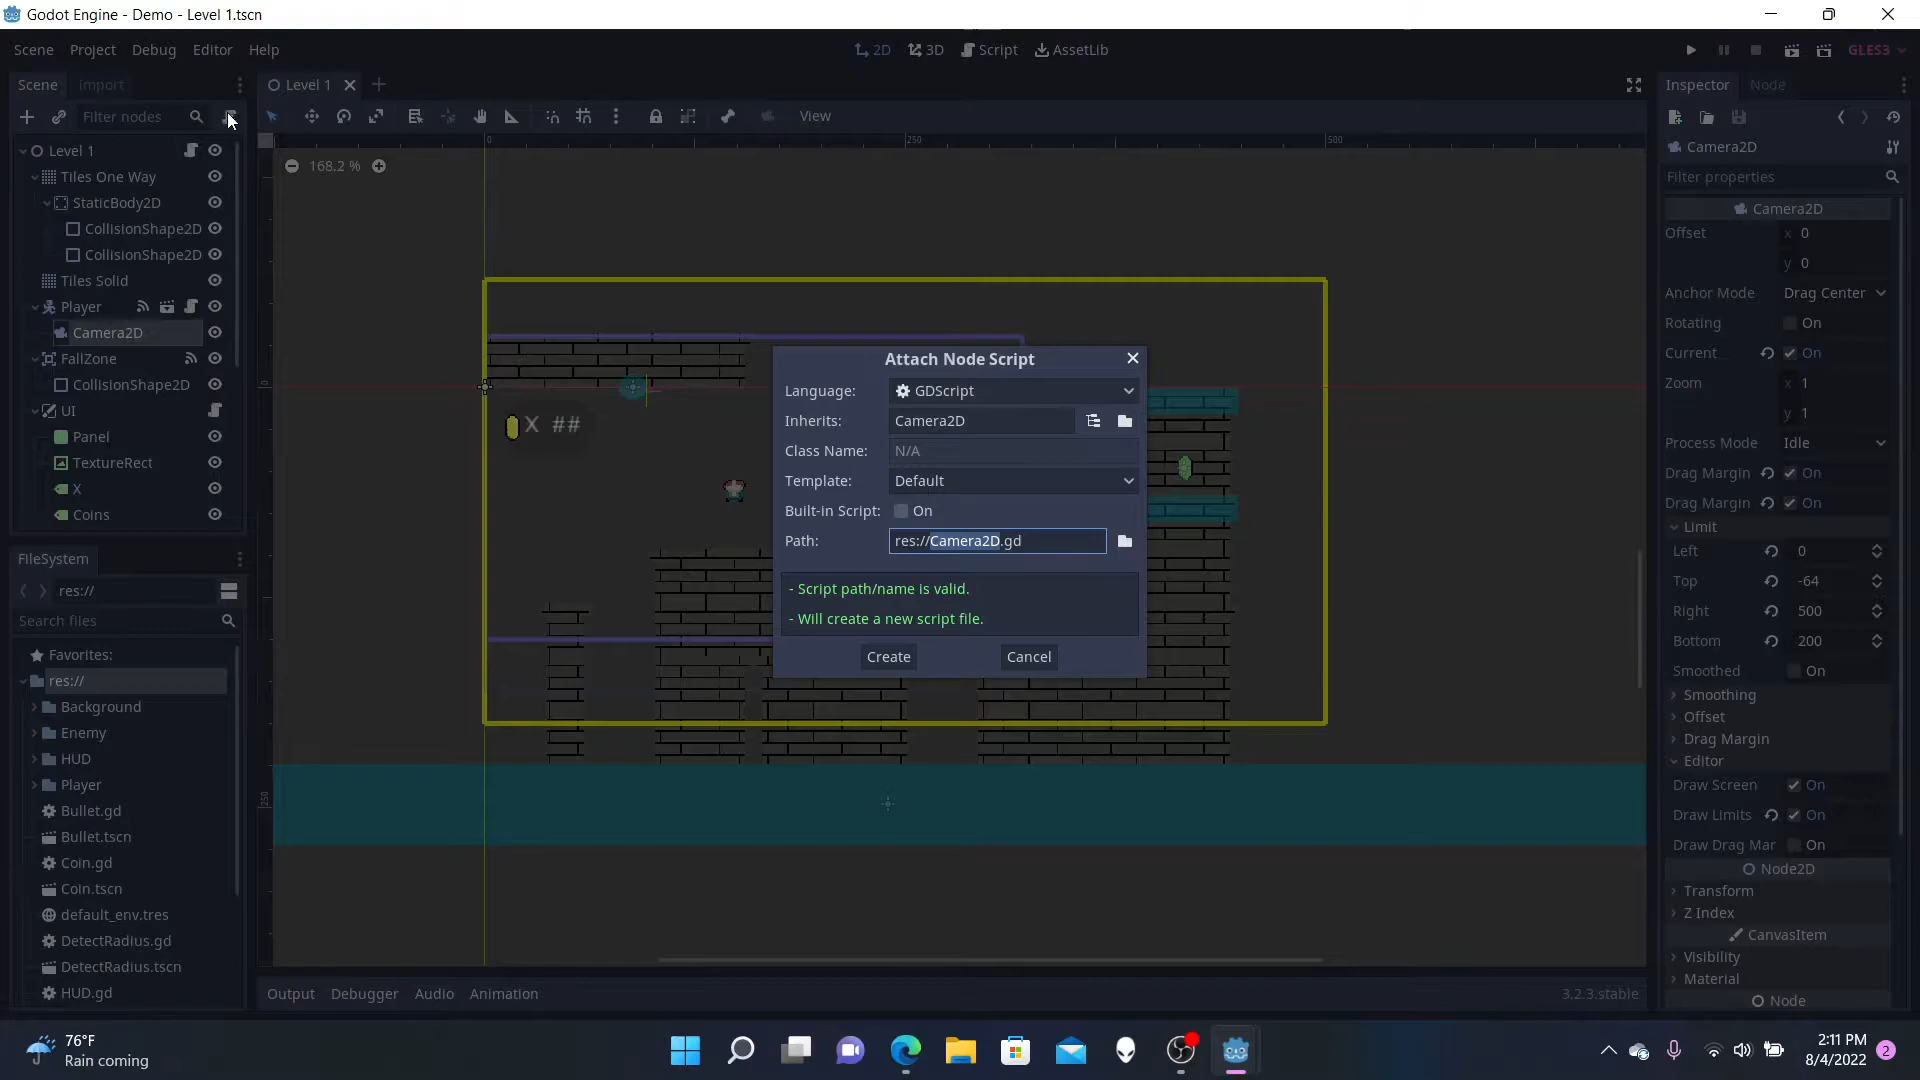 Godot Engine - Demo - Level 1.tscn
Scene Project Debug Editor Help
2D 3D Script AssetLib
GLES3
Scene Import
Level 1
Inspector Node
Filter nodes
View
Level 1
Tiles One Way
StaticBody2D
CollisionShape2D
CollisionShape2D
Tiles Solid
Player
Camera2D
FallZone
CollisionShape2D
UI
Panel
TextureRect
X
Coins
FileSystem
res://
Search files
Favorites:
res://
Background
Enemy
HUD
Player
Bullet.gd
Bullet.tscn
Coin.gd
Coin.tscn
default_env.tres
DetectRadius.gd
DetectRadius.tscn
HUD.gd
0 250 500
168.2 %
0
250
X ##
Attach Node Script
Language: GDScript
Inherits: Camera2D
Class Name: N/A
Template: Default
Built-in Script: On
Path: res://Camera2D.gd
- Script path/name is valid.
- Will create a new script file.
Create Cancel
Output Debugger Audio Animation
3.2.3.stable
Camera2D
Filter properties
Camera2D
Offset x 0
y 0
Anchor Mode Drag Center
Rotating On
Current On
Zoom x 1
y 1
Process Mode Idle
Drag Margin On
Drag Margin On
Limit
Left 0
Top -64
Right 500
Bottom 200
Smoothed On
Smoothing
Offset
Drag Margin
Editor
Draw Screen On
Draw Limits On
Draw Drag Mar On
Node2D
Transform
Z Index
CanvasItem
Visibility
Material
Node
76°F
Rain coming
2:11 PM
8/4/2022
2